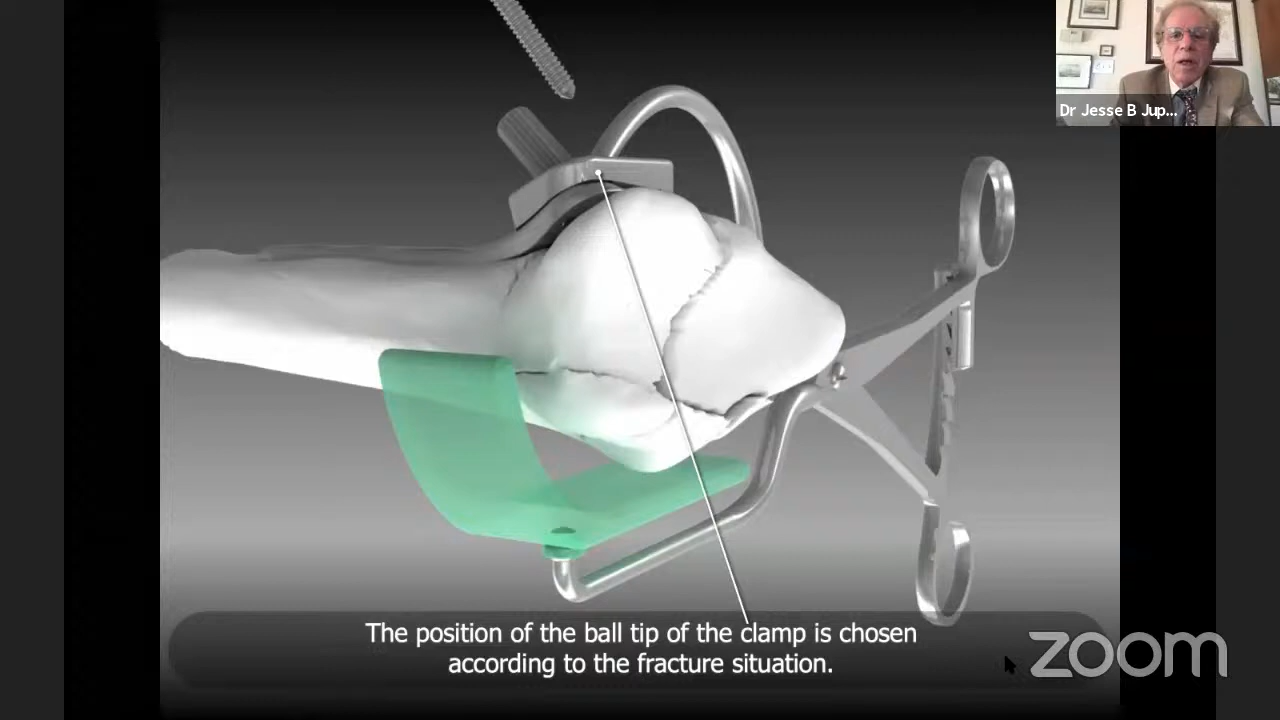 Dr Jesse B Jup...
The position of the ball tip of the clamp is chosen
according to the fracture situation.
zoom